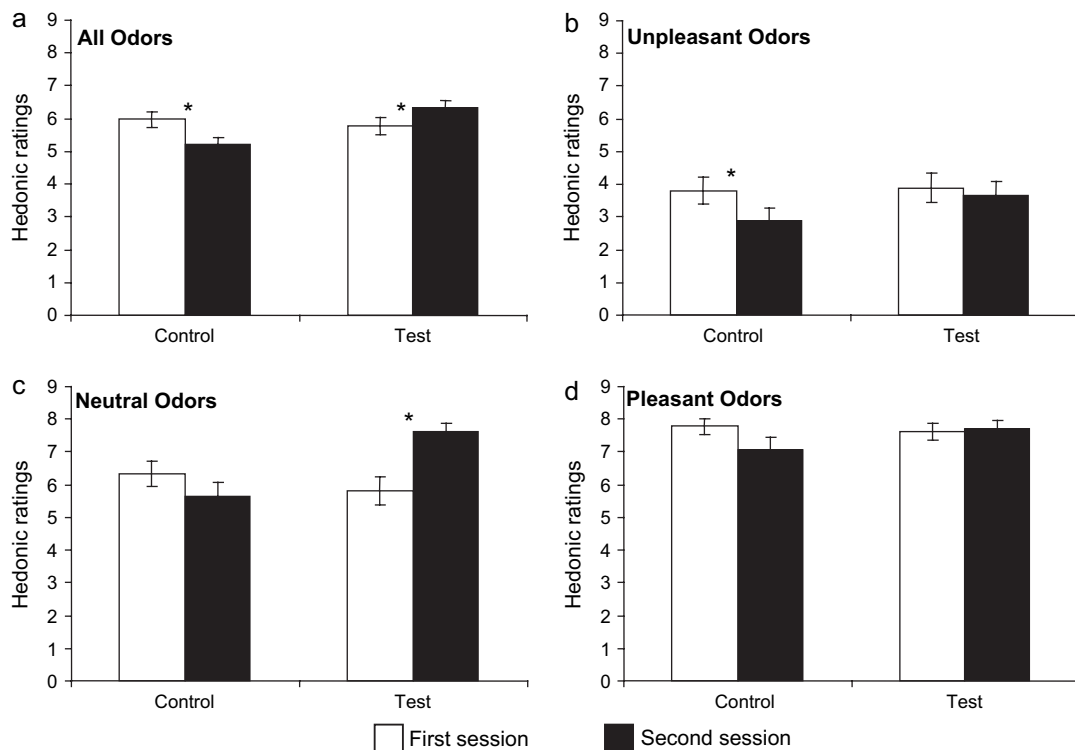 a
All Odors
Hedonic ratings
9
8
7
6
5
4
3
2
1
0
*
*
Control
Test
b
Unpleasant Odors
Hedonic ratings
9
8
7
6
5
4
3
2
1
0
*
Control
Test
c
Neutral Odors
Hedonic ratings
9
8
7
6
5
4
3
2
1
0
*
Control
Test
d
Pleasant Odors
Hedonic ratings
9
8
7
6
5
4
3
2
1
0
Control
Test
First session
Second session